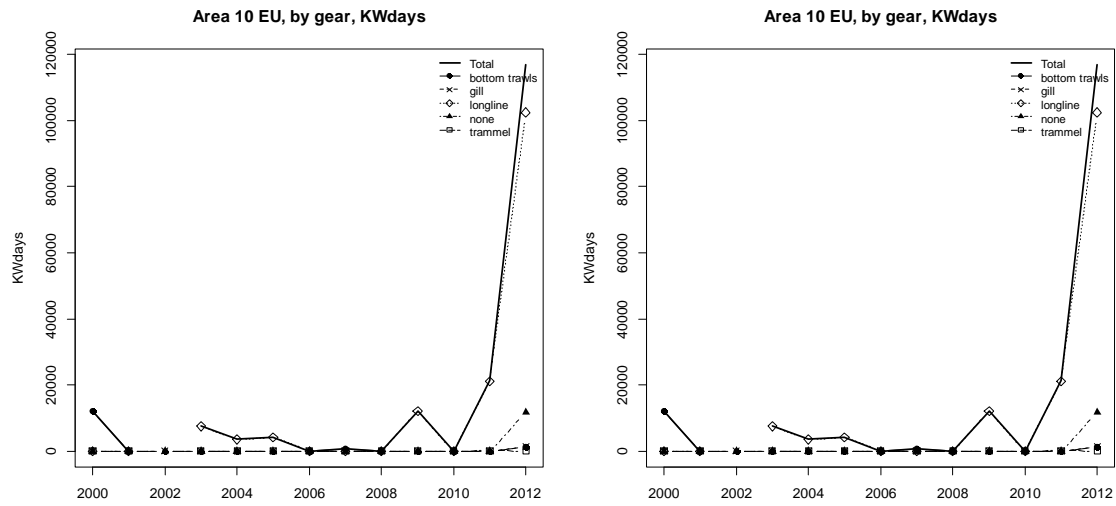 Area 10 EU, by gear, KWdays
KWdays
120000
100000
80000
60000
40000
20000
0
Total
bottom trawls
gill
longline
none
trammel
2000 2002 2004 2006 2008 2010 2012
Area 10 EU, by gear, KWdays
KWdays
120000
100000
80000
60000
40000
20000
0
Total
bottom trawls
gill
longline
none
trammel
2000 2002 2004 2006 2008 2010 2012